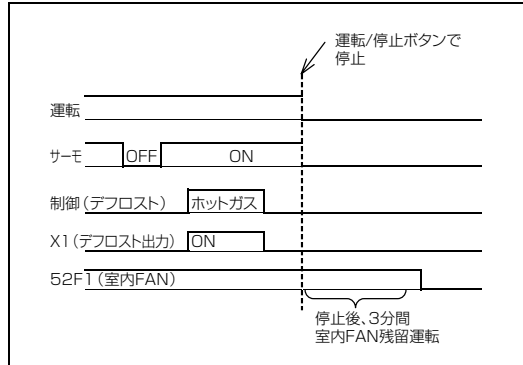 運転/停止ボタンで
停止
運転
サーモ OFF ON
制御(デフロスト) ホットガス
X1(デフロスト出力) ON
52F1(室内FAN)
停止後、3分間
室内FAN残留運転